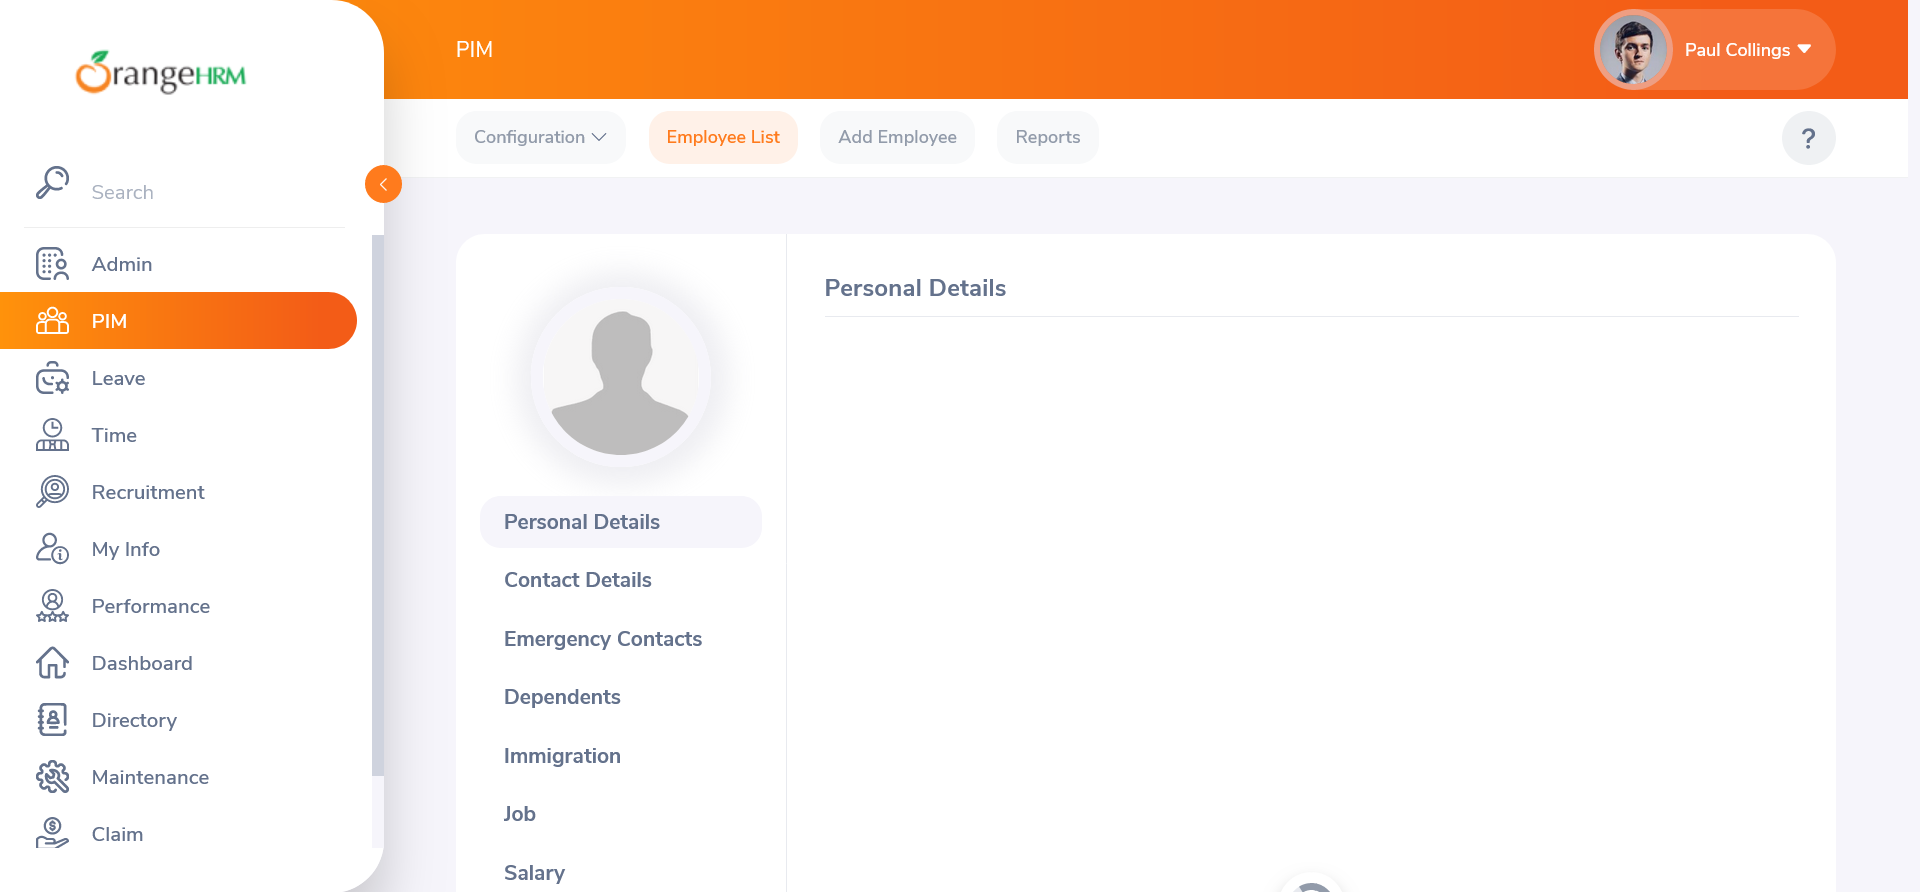 OrangeHRM
Search
Admin
PIM
Leave
Time
Recruitment
My Info
Performance
Dashboard
Directory
Maintenance
Claim
PIM
Paul Collings
Configuration
Employee List
Add Employee
Reports
?
Personal Details
Contact Details
Emergency Contacts
Dependents
Immigration
Job
Salary
Personal Details